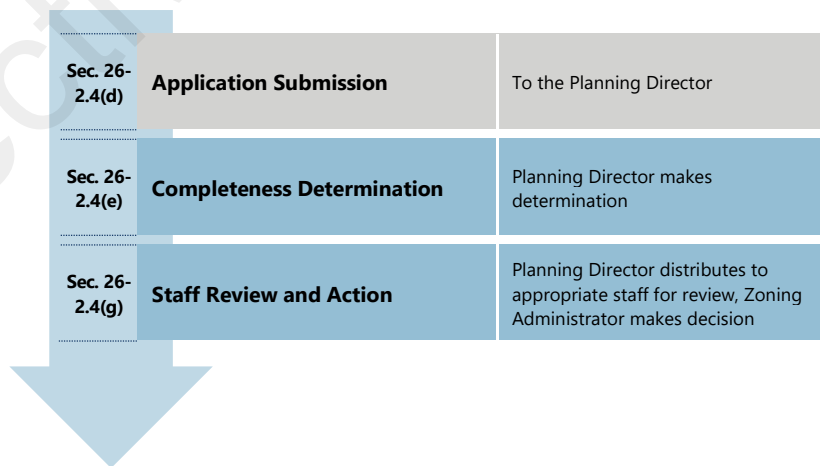 Sec. 26-
2.4(d)
Application Submission
To the Planning Director
Sec. 26-
2.4(e)
Completeness Determination
Planning Director makes
determination
Sec. 26-
2.4(g)
Staff Review and Action
Planning Director distributes to
appropriate staff for review, Zoning
Administrator makes decision